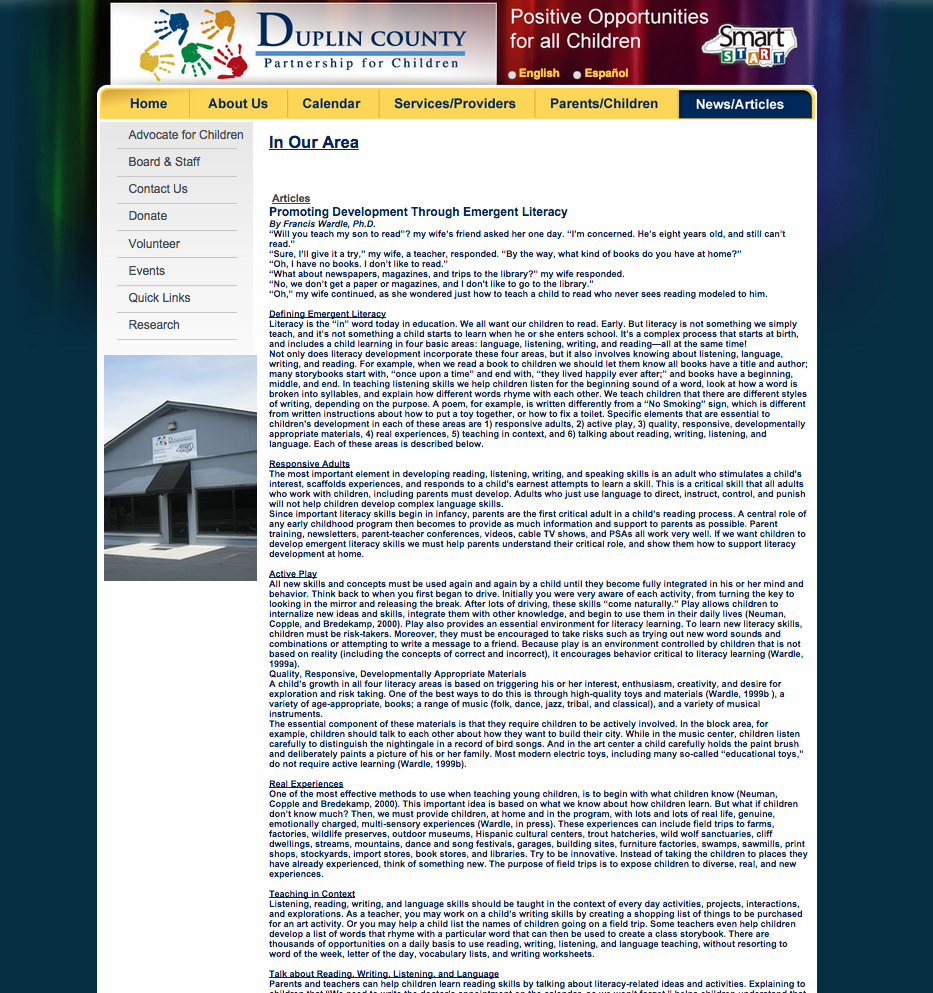 DUPLIN COUNTY
Partnership for Children
Positive Opportunities
for all Children
Smart
START
English Español
Home About Us Calendar Services/Providers Parents/Children News/Articles
Advocate for Children
Board & Staff
Contact Us
Donate
Volunteer
Events
Quick Links
Research
In Our Area
Articles
Promoting Development Through Emergent Literacy
By Francis Wardle, Ph.D.
“Will you teach my son to read”? my wife’s friend asked her one day. “I’m concerned. He’s eight years old, and still can’t
read.”
“Sure, I’ll give it a try,” my wife, a teacher, responded. “By the way, what kind of books do you have at home?”
“Oh, I have no books. I don’t like to read.”
“What about newspapers, magazines, and trips to the library?” my wife responded.
“No, we don’t get a paper or magazines, and I don’t like to go to the library.”
“Oh,” my wife continued, as she wondered just how to teach a child to read who never sees reading modeled to him.
Defining Emergent Literacy
Literacy is the “in” word today in education. We all want our children to read. Early. But literacy is not something we simply
teach, and it’s not something a child starts to learn when he or she enters school. It’s a complex process that starts at birth,
and includes a child learning in four basic areas: language, listening, writing, and reading—all at the same time!
Not only does literacy development incorporate these four areas, but it also involves knowing about listening, language,
writing, and reading. For example, when we read a book to children we should let them know all books have a title and author;
many storybooks start with, “once upon a time” and end with, “they lived happily ever after;” and books have a beginning,
middle, and end. In teaching listening skills we help children listen for the beginning sound of a word, look at how a word is
broken into syllables, and explain how different words rhyme with each other. We teach children that there are different styles
of writing, depending on the purpose. A poem, for example, is written differently from a “No Smoking” sign, which is different
from written instructions about how to put a toy together, or how to fix a toilet. Specific elements that are essential to
children’s development in each of these areas are 1) responsive adults, 2) active play, 3) quality, responsive, developmentally
appropriate materials, 4) real experiences, 5) teaching in context, and 6) talking about reading, writing, listening, and
language. Each of these areas is described below.
Responsive Adults
The most important element in developing reading, listening, writing, and speaking skills is an adult who stimulates a child’s
interest, scaffolds experiences, and responds to a child’s earnest attempts to learn a skill. This is a critical skill that all adults
who work with children, including parents must develop. Adults who just use language to direct, instruct, control, and punish
will not help children develop complex language skills.
Since important literacy skills begin in infancy, parents are the first critical adult in a child’s reading process. A central role of
any early childhood program then becomes to provide as much information and support to parents as possible. Parent
training, newsletters, parent-teacher conferences, videos, cable TV shows, and PSAs all work very well. If we want children to
develop emergent literacy skills we must help parents understand their critical role, and show them how to support literacy
development at home.
Active Play
All new skills and concepts must be used again and again by a child until they become fully integrated in his or her mind and
behavior. Think back to when you first began to drive. Initially you were very aware of each activity, from turning the key to
looking in the mirror and releasing the break. After lots of driving, these skills “come naturally.” Play allows children to
internalize new ideas and skills, integrate them with other knowledge, and begin to use them in their daily lives (Neuman,
Copple, and Bredekamp, 2000). Play also provides an essential environment for literacy learning. To learn new literacy skills,
children must be risk-takers. Moreover, they must be encouraged to take risks such as trying out new word sounds and
combinations or attempting to write a message to a friend. Because play is an environment controlled by children that is not
based on reality (including the concepts of correct and incorrect), it encourages behavior critical to literacy learning (Wardle,
1999a).
Quality, Responsive, Developmentally Appropriate Materials
A child’s growth in all four literacy areas is based on triggering his or her interest, enthusiasm, creativity, and desire for
exploration and risk taking. One of the best ways to do this is through high-quality toys and materials (Wardle, 1999b ), a
variety of age-appropriate, books; a range of music (folk, dance, jazz, tribal, and classical), and a variety of musical
instruments.
The essential component of these materials is that they require children to be actively involved. In the block area, for
example, children should talk to each other about how they want to build their city. While in the music center, children listen
carefully to distinguish the nightingale in a record of bird songs. And in the art center a child carefully holds the paint brush
and deliberately paints a picture of his or her family. Most modern electric toys, including many so-called “educational toys,”
do not require active learning (Wardle, 1999b).
Real Experiences
One of the most effective methods to use when teaching young children, is to begin with what children know (Neuman,
Copple and Bredekamp, 2000). This important idea is based on what we know about how children learn. But what if children
don’t know much? Then, we must provide children, at home and in the program, with lots and lots of real life, genuine,
emotionally charged, multi-sensory experiences (Wardle, in press). These experiences can include field trips to farms,
factories, wildlife preserves, outdoor museums, Hispanic cultural centers, trout hatcheries, wild wolf sanctuaries, cliff
dwellings, streams, mountains, dance and song festivals, garages, building sites, furniture factories, swamps, sawmills, print
shops, stockyards, import stores, book stores, and libraries. Try to be innovative. Instead of taking the children to places they
have already experienced, think of something new. The purpose of field trips is to expose children to diverse, real, and new
experiences.
Teaching in Context
Listening, reading, writing, and language skills should be taught in the context of every day activities, projects, interactions,
and explorations. As a teacher, you may work on a child’s writing skills by creating a shopping list of things to be purchased
for an art activity. Or you may help a child list the names of children going on a field trip. Some teachers even help children
develop a list of words that rhyme with a particular word that can then be used to create a class storybook. There are
thousands of opportunities on a daily basis to use reading, writing, listening, and language teaching, without resorting to
word of the week, letter of the day, vocabulary lists, and writing worksheets.
Talk about Reading, Writing, Listening, and Language
Parents and teachers can help children learn reading skills by talking about literacy-related ideas and activities. Explaining to